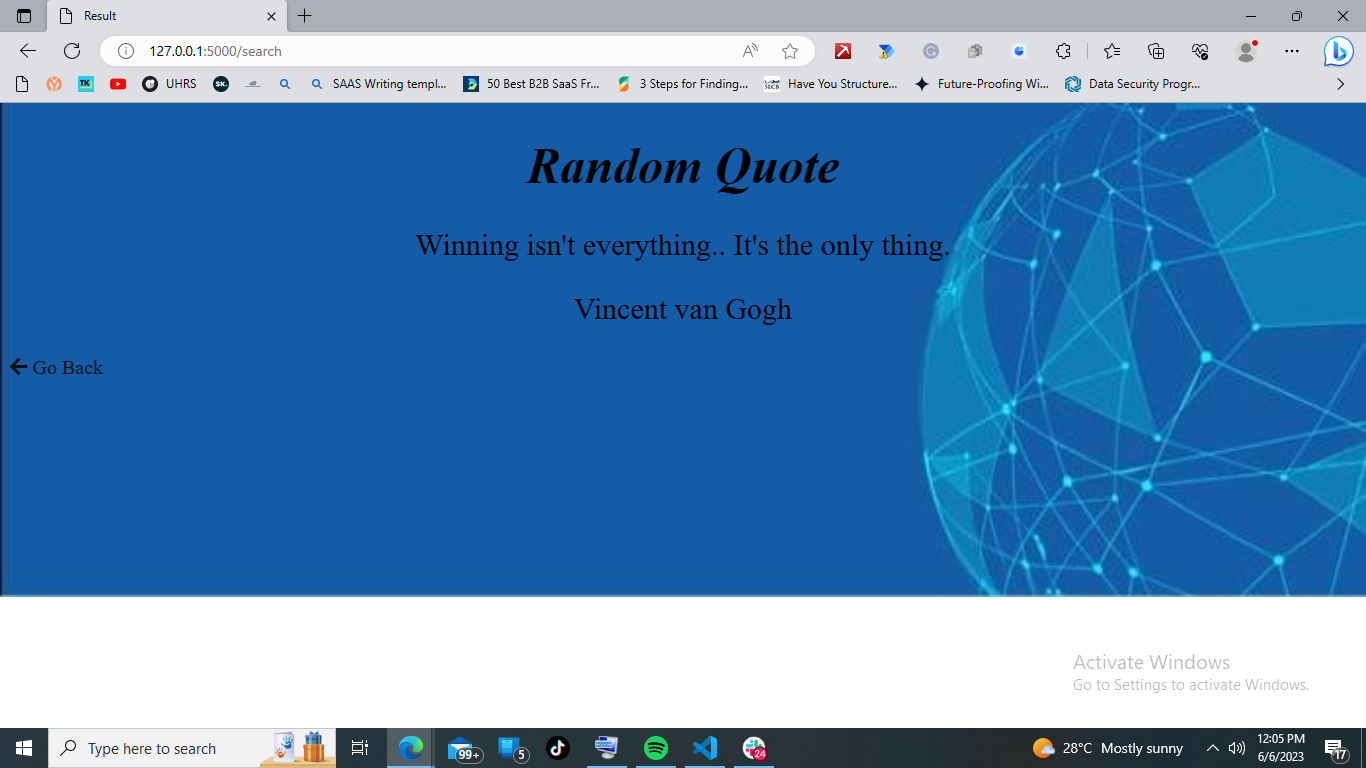 Result
127.0.0.1:5000/search
TK
UHRS
SK.
SAAS Writing templ...
50 Best B2B SaaS Fr...
3 Steps for Finding...
SLCB
Have You Structure...
Future-Proofing Wi...
Data Security Progr...
Random Quote
Winning isn't everything.. It's the only thing.
Vincent van Gogh
Go Back
Activate Windows
Go to Settings to activate Windows.
Type here to search
99+
5
24
28°C Mostly sunny
12:05 PM
6/6/2023
17